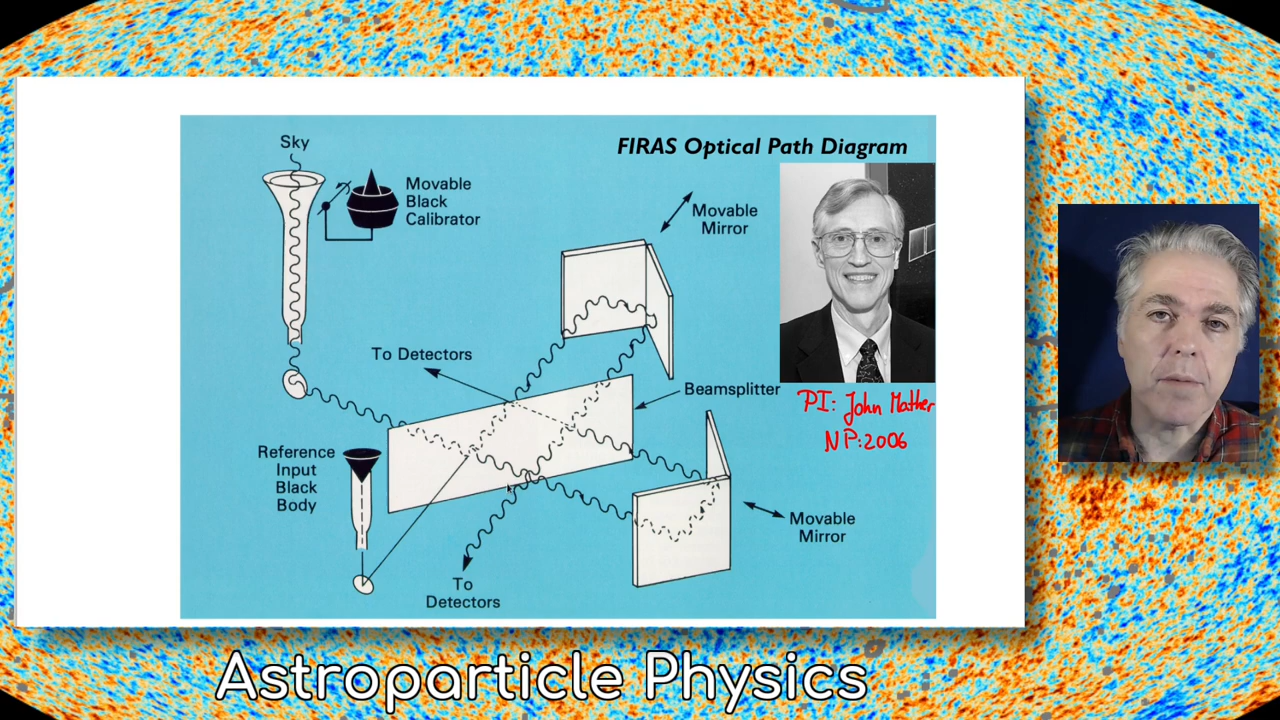 Sky
FIRAS Optical Path Diagram
Movable
Black
Calibrator
Movable
Mirror
To Detectors
Beamsplitter
PI: John Mather
NP:2006
Reference
Input
Black
Body
Movable
Mirror
To
Detectors
Astroparticle Physics